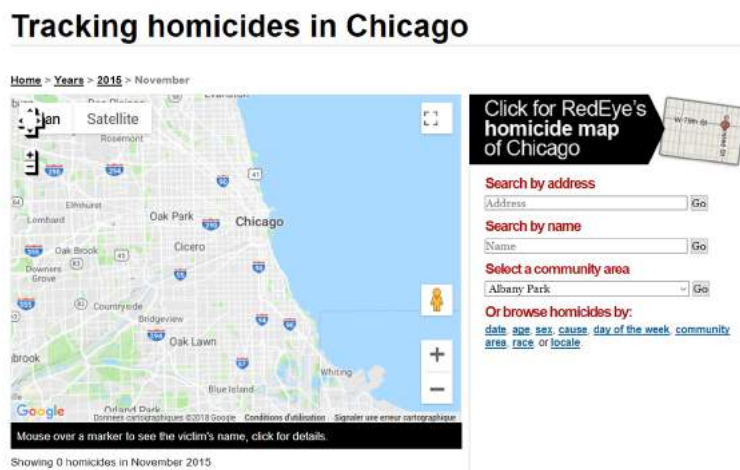 Tracking homicides in Chicago
Home > Years > 2015 > November
Satellite
Rosemont
Elmhurst
Lombard
Oak Park
Chicago
Oak Brook
Cicero
Downers
Grove
Countryside
Bridgeview
Oak Lawn
brook
Whiting
Blue Island
Orland Park
Google
Données cartographiques ©2018 Google Conditions d'utilisation Signaler une erreur cartographique
Mouse over a marker to see the victim's name, click for details.
Showing 0 homicides in November 2015
Click for RedEye's
homicide map
of Chicago
W 79th St
Search by address
Address Go
Search by name
Name Go
Select a community area
Albany Park Go
Or browse homicides by:
date, age, sex, cause, day of the week, community
area, race, or locale.